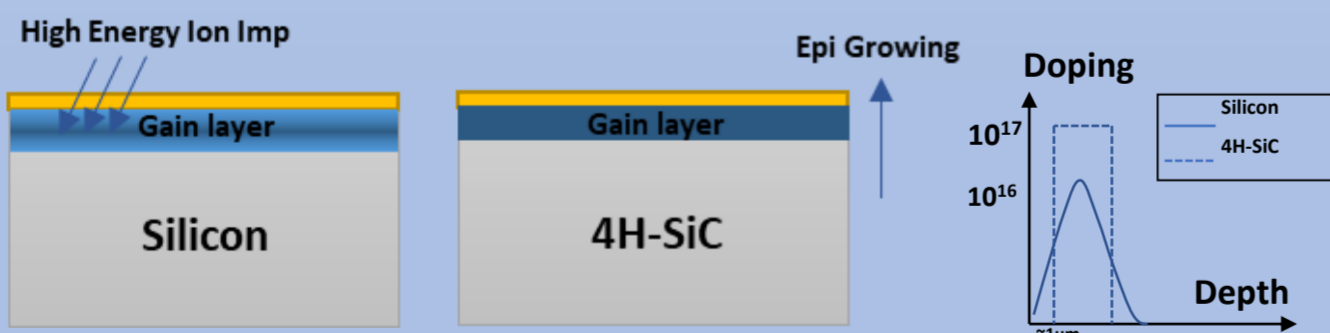 High Energy Ion Imp
Gain layer
Silicon
Epi Growing
Gain layer
4H-SiC
Doping
10¹⁷
10¹⁶
Silicon
4H-SiC
Depth
≈1μm